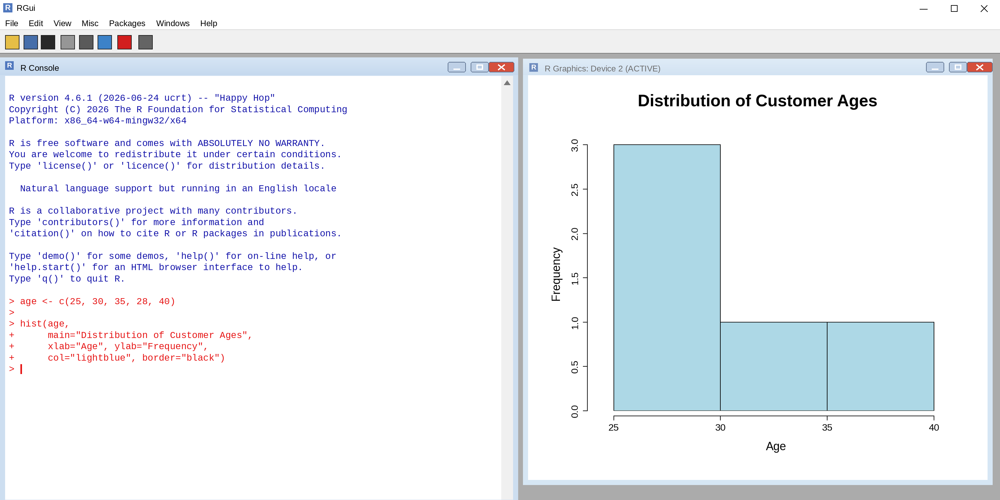 R RGui
File Edit View Misc Packages Windows Help
R R Console
R version 4.6.1 (2026-06-24 ucrt) -- "Happy Hop"
Copyright (C) 2026 The R Foundation for Statistical Computing
Platform: x86_64-w64-mingw32/x64
R is free software and comes with ABSOLUTELY NO WARRANTY.
You are welcome to redistribute it under certain conditions.
Type 'license()' or 'licence()' for distribution details.
  Natural language support but running in an English locale
R is a collaborative project with many contributors.
Type 'contributors()' for more information and
'citation()' on how to cite R or R packages in publications.
Type 'demo()' for some demos, 'help()' for on-line help, or
'help.start()' for an HTML browser interface to help.
Type 'q()' to quit R.
> age <- c(25, 30, 35, 28, 40)
>
> hist(age,
+      main="Distribution of Customer Ages",
+      xlab="Age", ylab="Frequency",
+      col="lightblue", border="black")
>
R R Graphics: Device 2 (ACTIVE)
Distribution of Customer Ages
Frequency
3.0
2.5
2.0
1.5
1.0
0.5
0.0
25 30 35 40
Age